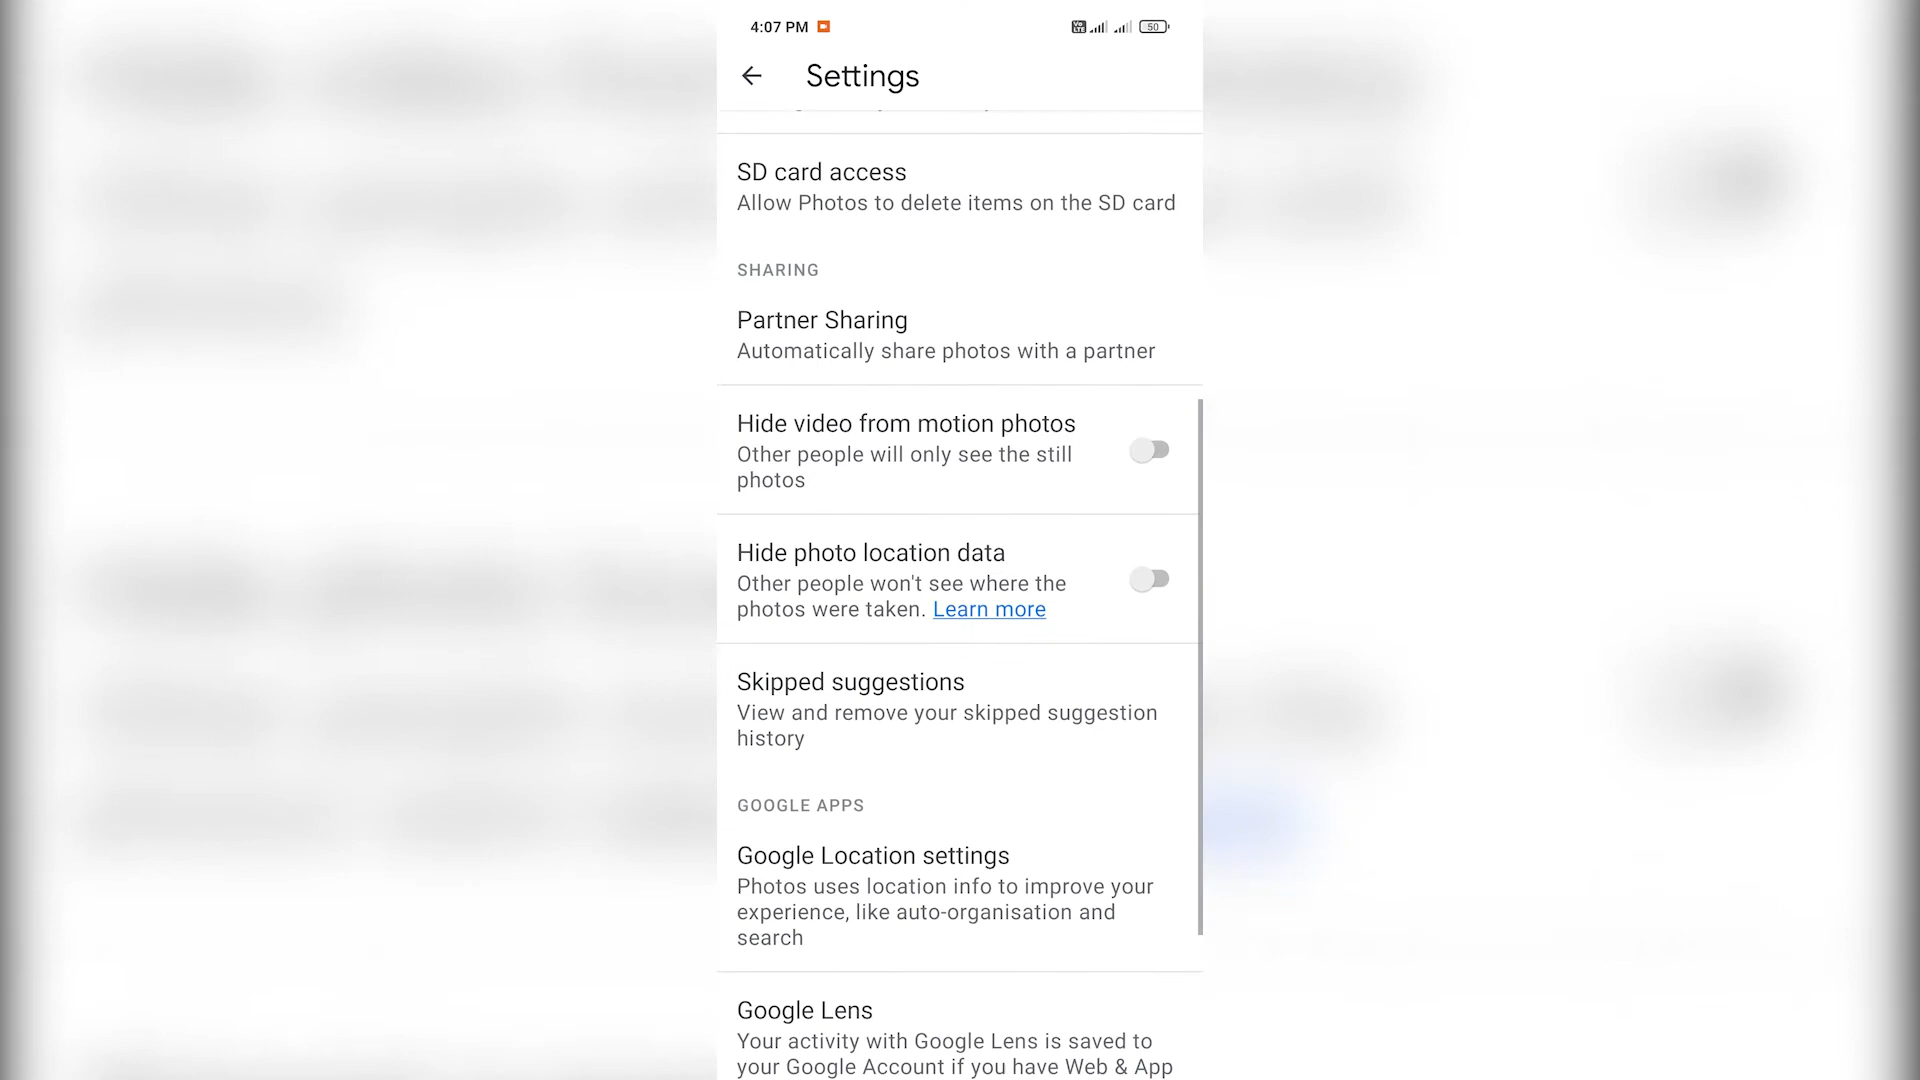 4:07 PM
Vo LTE
50
Settings
SD card access
Allow Photos to delete items on the SD card
SHARING
Partner Sharing
Automatically share photos with a partner
Hide video from motion photos
Other people will only see the still
photos
Hide photo location data
Other people won't see where the
photos were taken. Learn more
Skipped suggestions
View and remove your skipped suggestion
history
GOOGLE APPS
Google Location settings
Photos uses location info to improve your
experience, like auto-organisation and
search
Google Lens
Your activity with Google Lens is saved to
your Google Account if you have Web & App